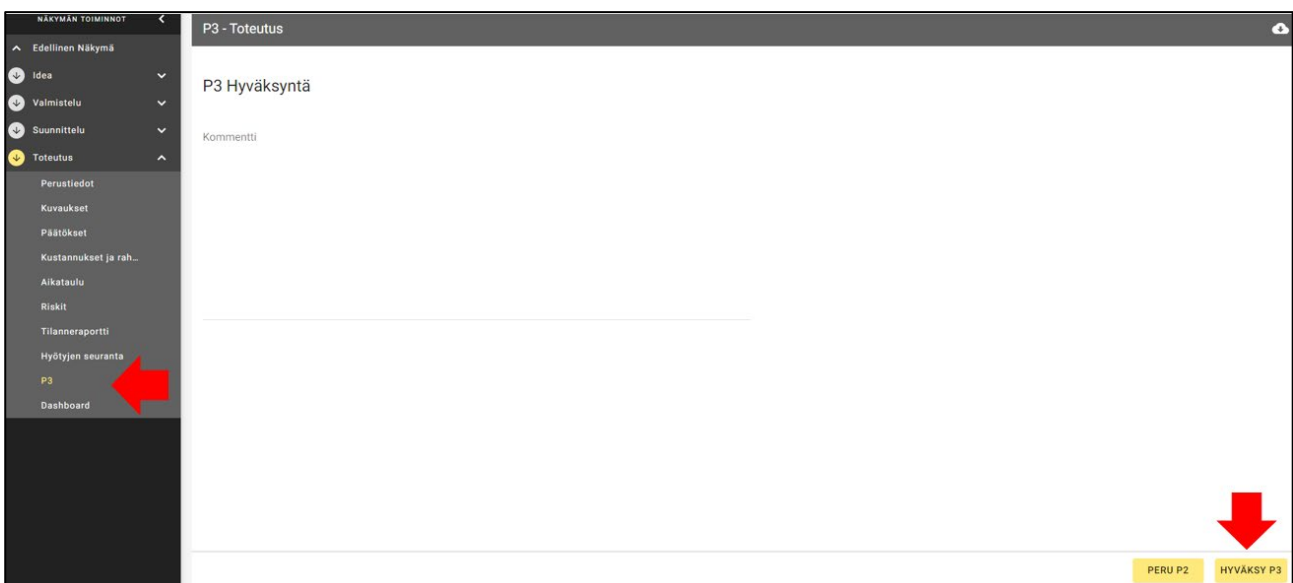 NÄKYMÄN TOIMINNOT
Edellinen Näkymä
Idea
Valmistelu
Suunnittelu
Toteutus
Perustiedot
Kuvaukset
Päätökset
Kustannukset ja rah...
Aikataulu
Riskit
Tilanneraportti
Hyötyjen seuranta
P3
Dashboard
P3 - Toteutus
P3 Hyväksyntä
Kommentti
PERU P2 HYVÄKSY P3